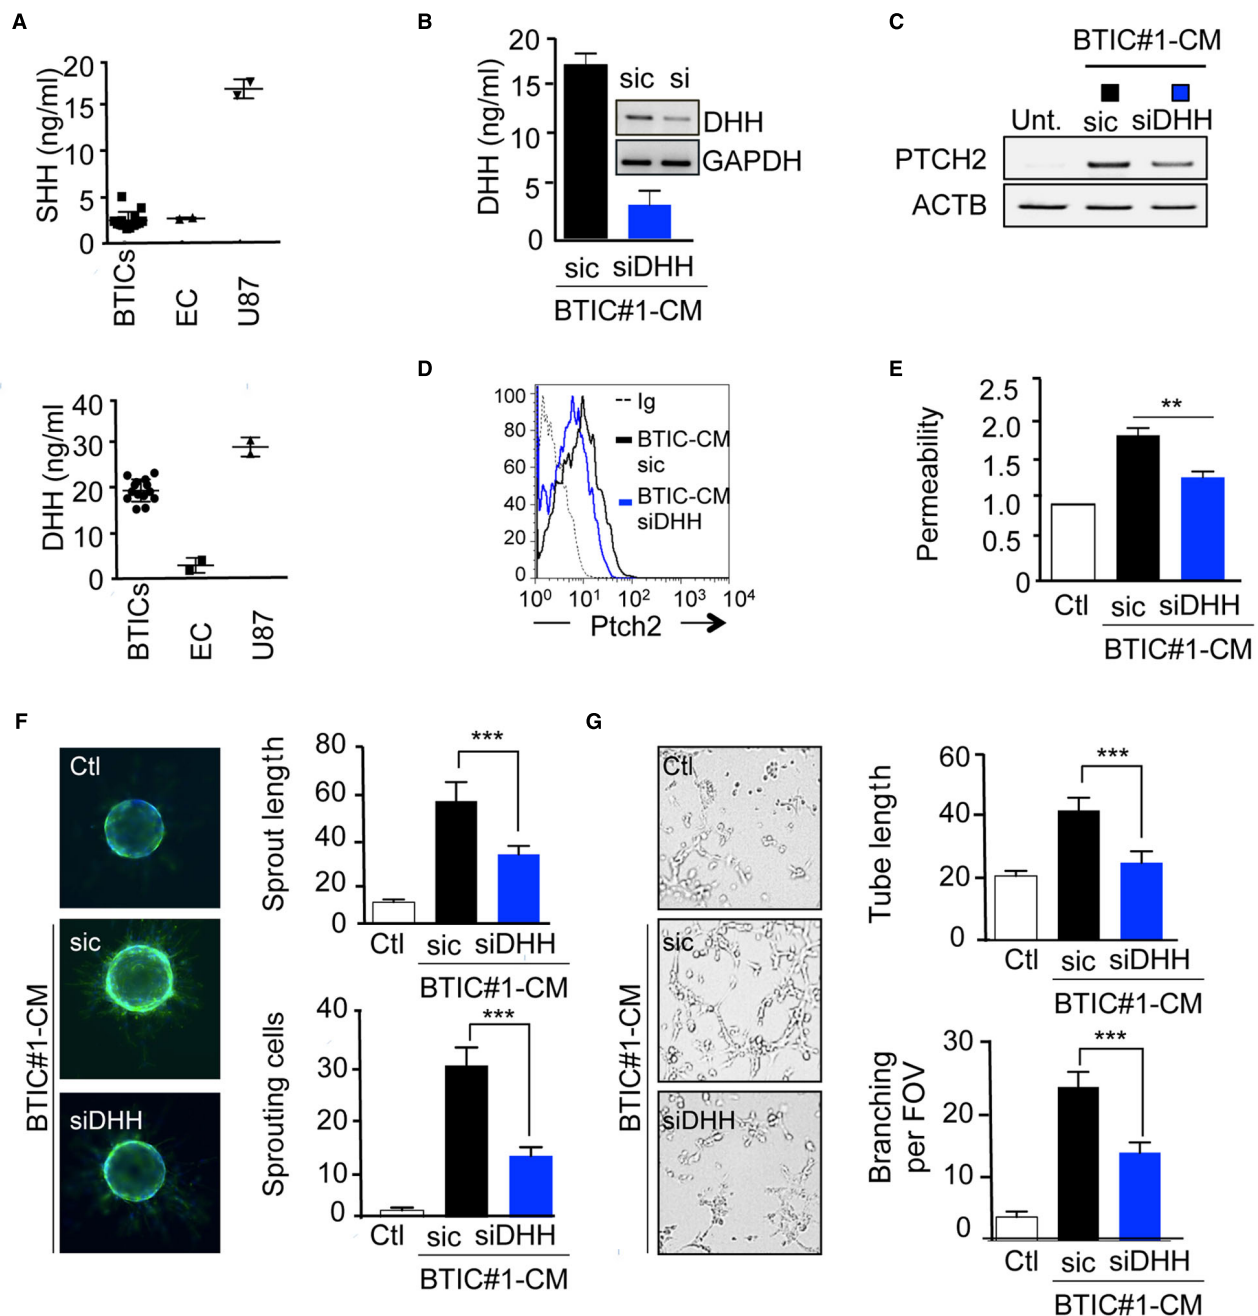 A
SHH (ng/ml)
20
15
10
5
0
BTICs
EC
U87
DHH (ng/ml
40
30
20
10
0
BTICs
EC
U87
B
DHH (ng/ml)
20
15
10
5
0
sic si
DHH
GAPDH
sic siDHH
BTIC#1-CM
C
BTIC#1-CM
Unt. sic siDHH
PTCH2
ACTB
D
100
80
60
40
20
0
10⁰ 10¹ 10² 10³ 10⁴
Ptch2
Ig
BTIC-CM
sic
BTIC-CM
siDHH
E
Permeability
2.5
2.0
1.5
1.0
0.5
0
**
Ctl sic siDHH
BTIC#1-CM
F
Ctl
sic
siDHH
BTIC#1-CM
Sprout length
80
60
40
20
0
***
Ctl sic siDHH
BTIC#1-CM
Sprouting cells
40
30
20
10
0
***
Ctl sic siDHH
BTIC#1-CM
G
Ctl
sic
siDHH
BTIC#1-CM
Tube length
60
40
20
0
***
Ctl sic siDHH
BTIC#1-CM
Branching
per FOV
30
20
10
0
***
Ctl sic siDHH
BTIC#1-CM